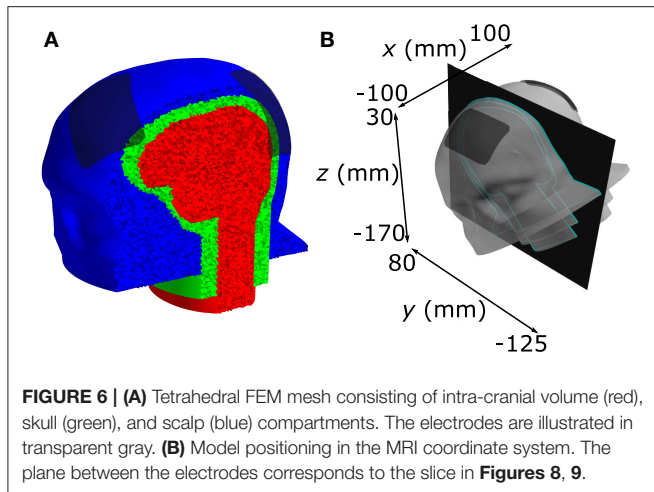 A
B
x (mm)
100
-100
30
z (mm)
-170
80
y (mm)
-125
FIGURE 6 | (A) Tetrahedral FEM mesh consisting of intra-cranial volume (red),
skull (green), and scalp (blue) compartments. The electrodes are illustrated in
transparent gray. (B) Model positioning in the MRI coordinate system. The
plane between the electrodes corresponds to the slice in Figures 8, 9.